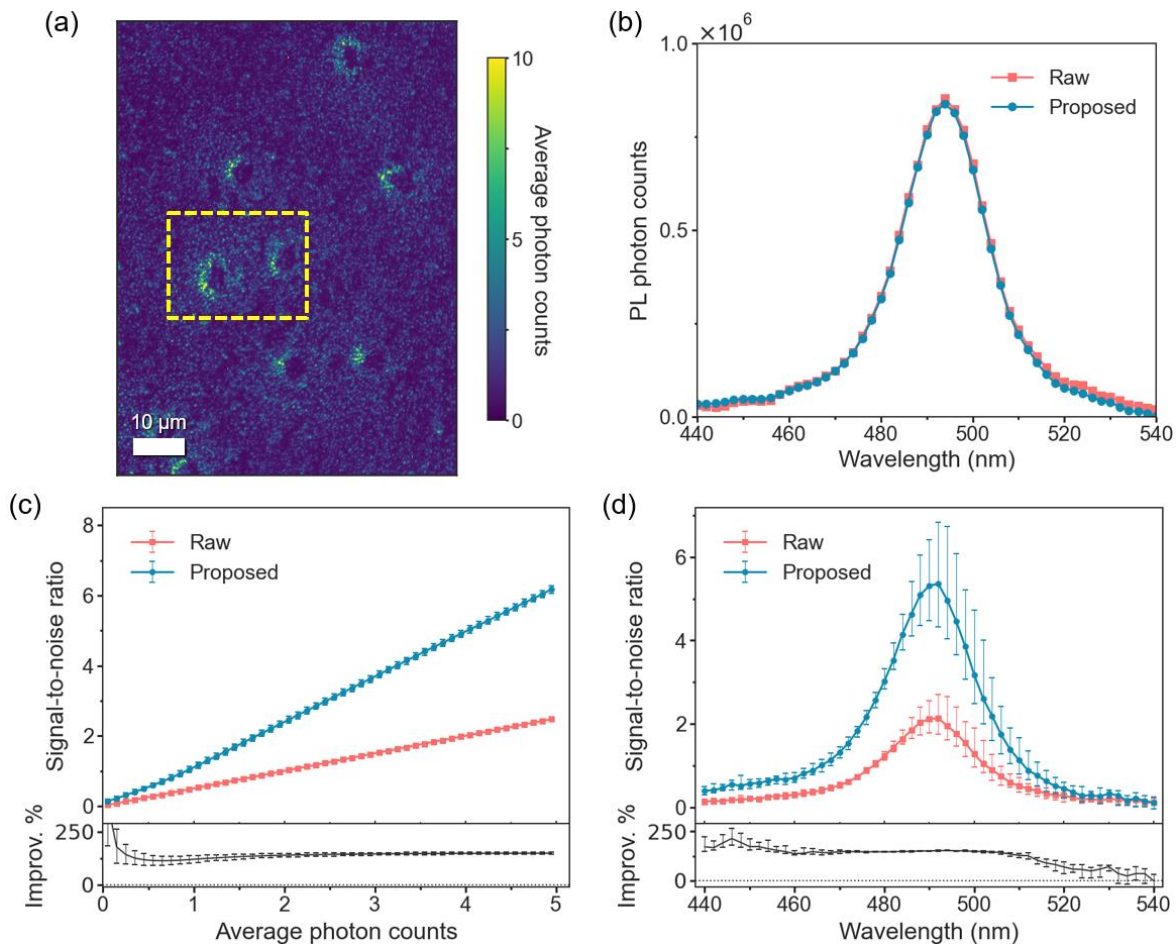 (a)
10
5
0
Average photon counts
10 µm
(b)
×10⁶
1.0
0.5
0.0
PL photon counts
Raw
Proposed
440 460 480 500 520 540
Wavelength (nm)
(c)
8
6
4
2
0
Signal-to-noise ratio
Raw
Proposed
250
0
Improv. %
0 1 2 3 4 5
Average photon counts
(d)
6
4
2
0
Signal-to-noise ratio
Raw
Proposed
250
0
Improv. %
440 460 480 500 520 540
Wavelength (nm)